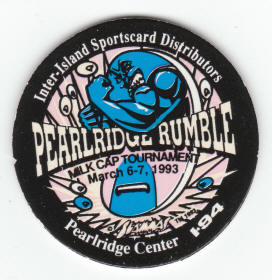 Inter-Island Sportscard Distributors
PEARLRIDGE RUMBLE
MILK CAP TOURNAMENT
March 6-7, 1993
Pearlridge Center
I-94